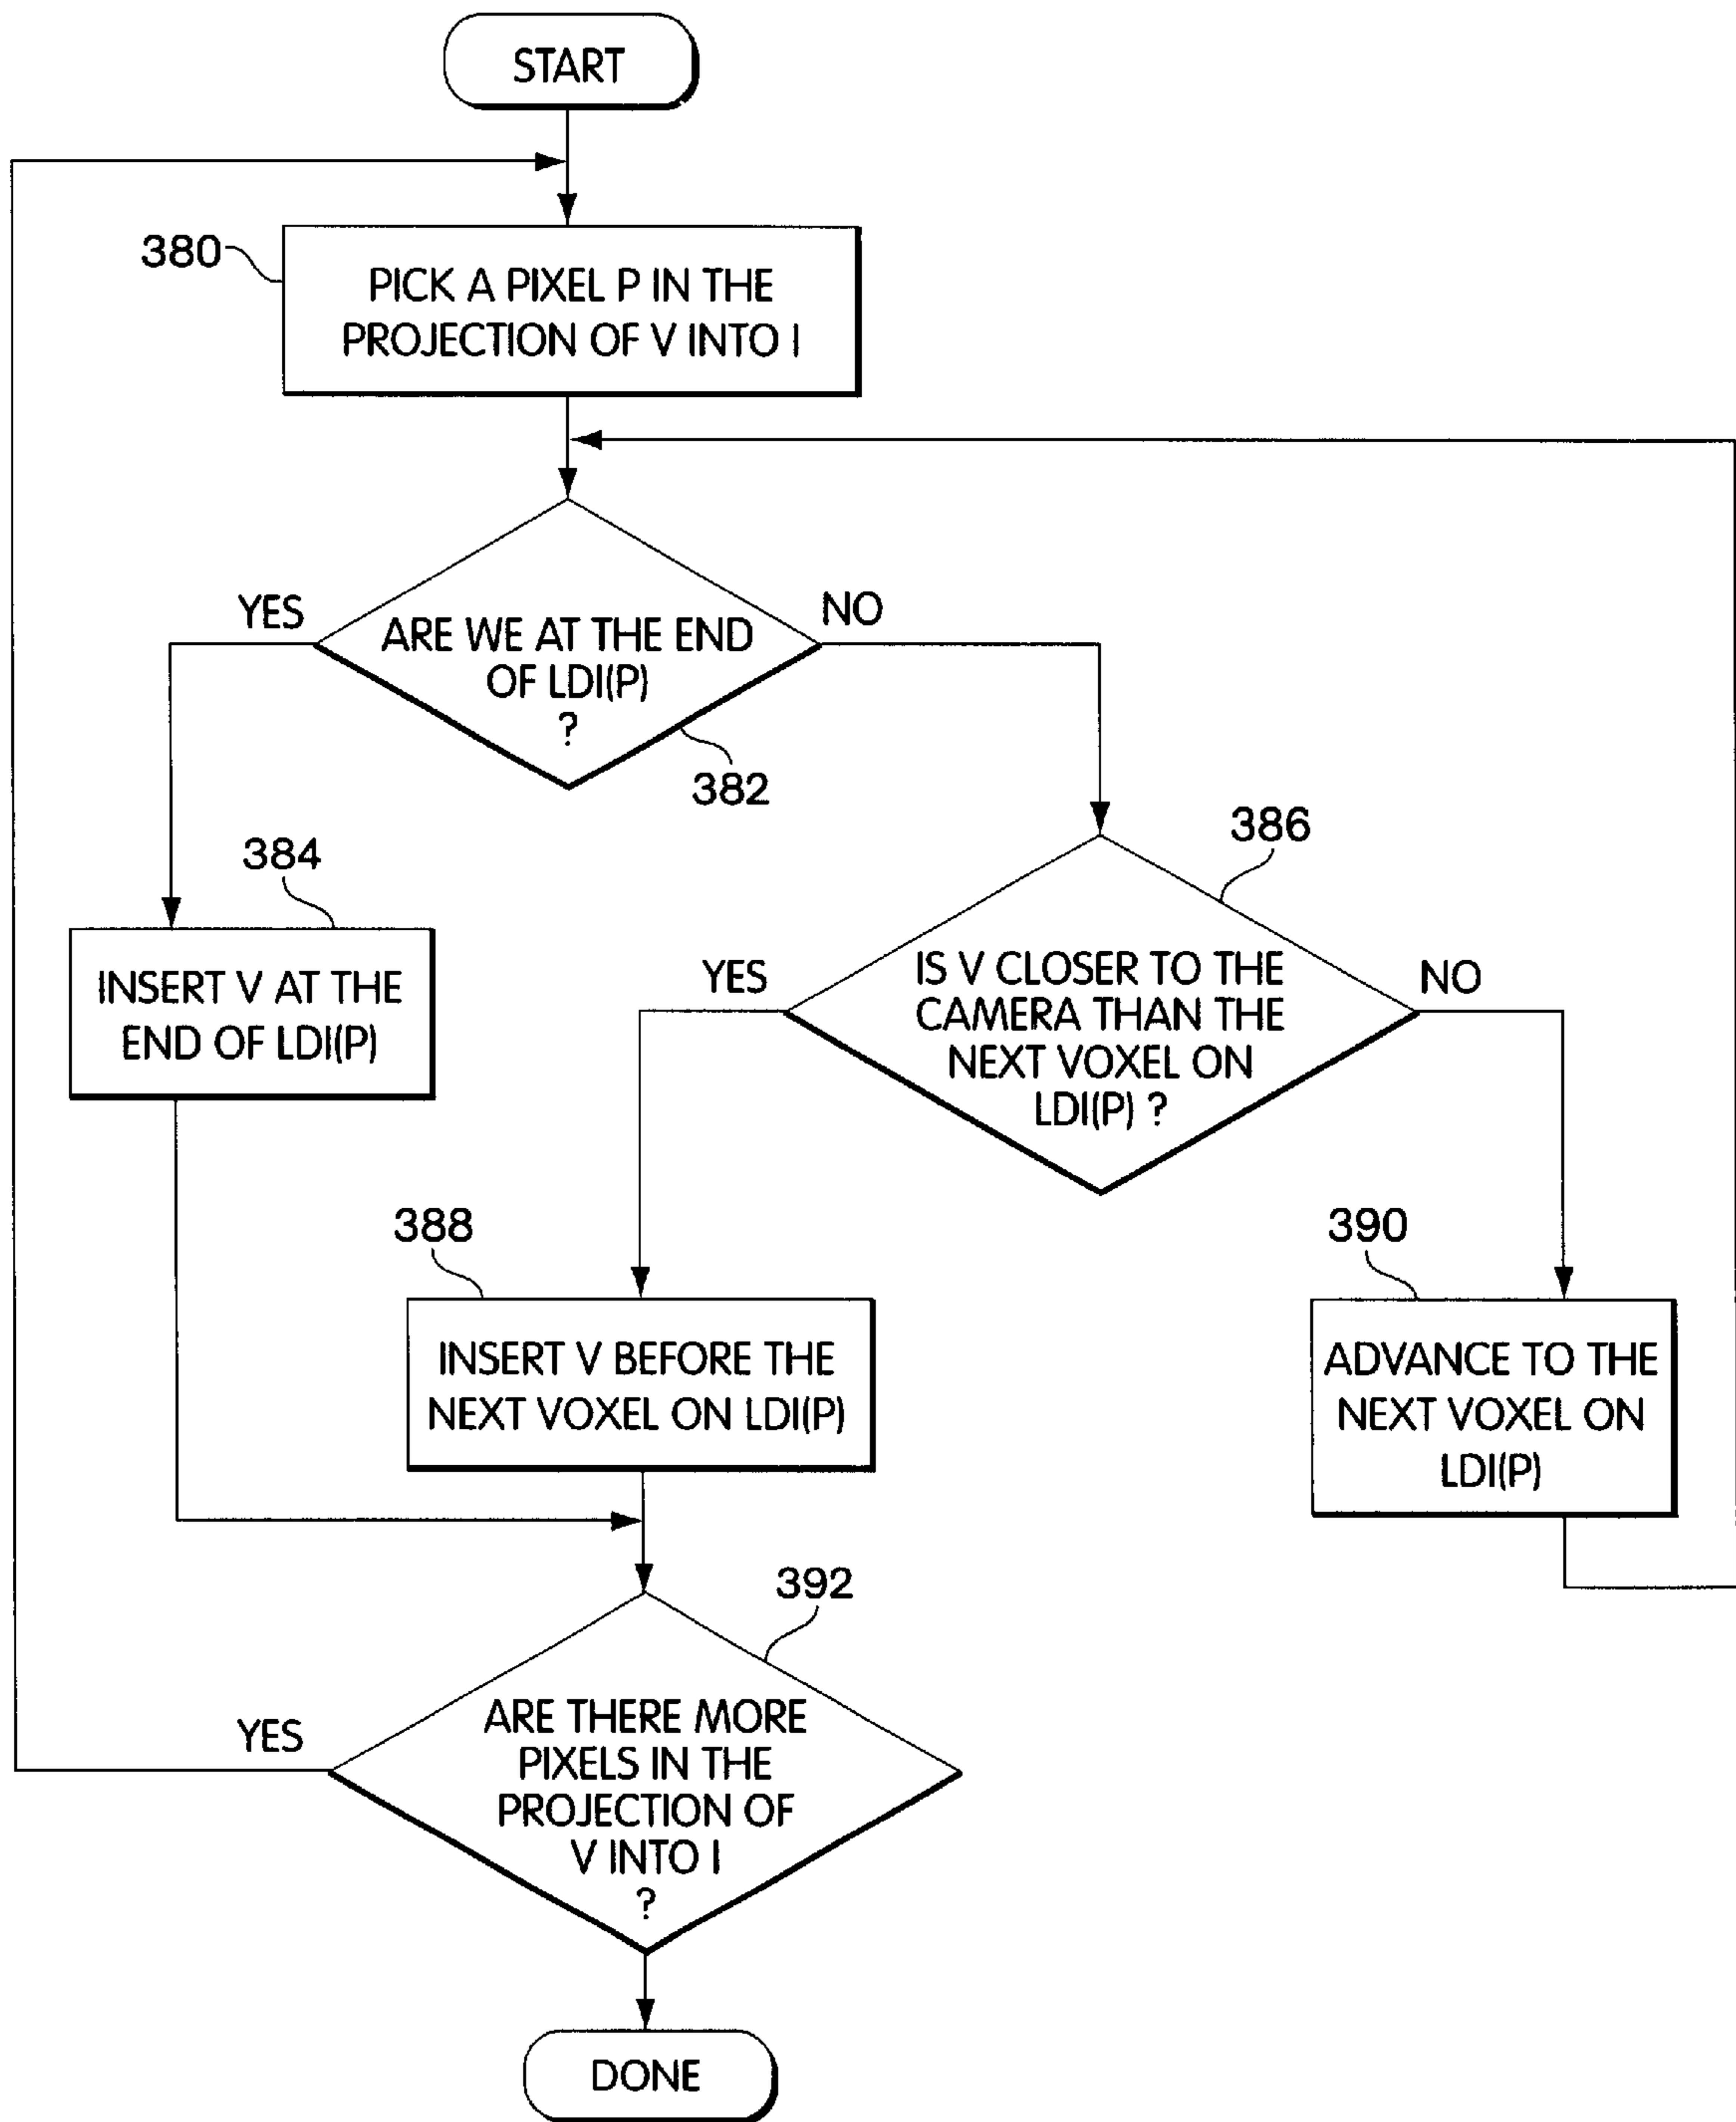 START
380
PICK A PIXEL P IN THE
PROJECTION OF V INTO I
YES
NO
ARE WE AT THE END
OF LDI(P)
?
382
384
386
INSERT V AT THE
END OF LDI(P)
YES
NO
IS V CLOSER TO THE
CAMERA THAN THE
NEXT VOXEL ON
LDI(P) ?
388
390
INSERT V BEFORE THE
NEXT VOXEL ON LDI(P)
ADVANCE TO THE
NEXT VOXEL ON
LDI(P)
392
YES
ARE THERE MORE
PIXELS IN THE
PROJECTION OF
V INTO I
?
DONE